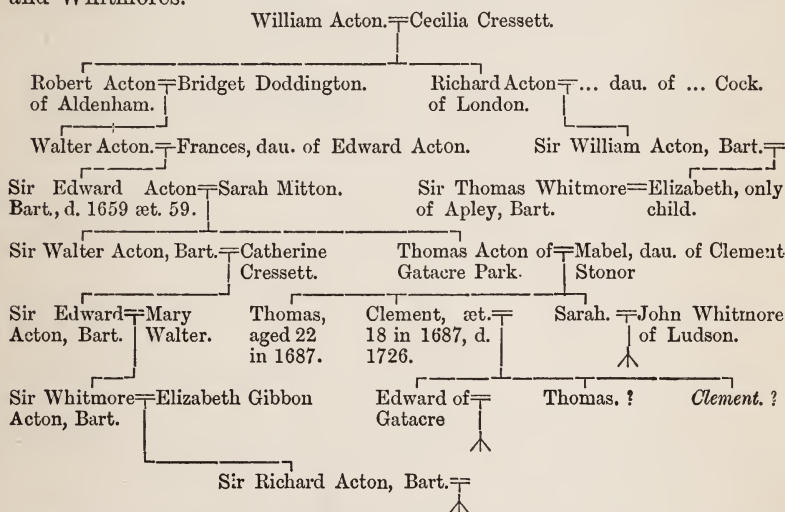 and Whitmores.
William Acton.=Cecilia Cressett.
Robert Acton=Bridget Doddington. Richard Acton=... dau. of ... Cock.
of Aldenham. of London.
Walter Acton.=Frances, dau. of Edward Acton. Sir William Acton, Bart.=
Sir Edward Acton=Sarah Mitton. Sir Thomas Whitmore=Elizabeth, only
Bart., d. 1659 æt. 59. of Apley, Bart. child.
Sir Walter Acton, Bart.=Catherine Thomas Acton of=Mabel, dau. of Clement
Cressett. Gatacre Park. Stonor
Sir Edward=Mary Thomas, Clement, æt.= Sarah.=John Whitmore
Acton, Bart. Walter. aged 22 18 in 1687, d. of Ludson.
in 1687. 1726.
Sir Whitmore=Elizabeth Gibbon Edward of= Thomas. ? Clement. ?
Acton, Bart. Gatacre
Sir Richard Acton, Bart.=